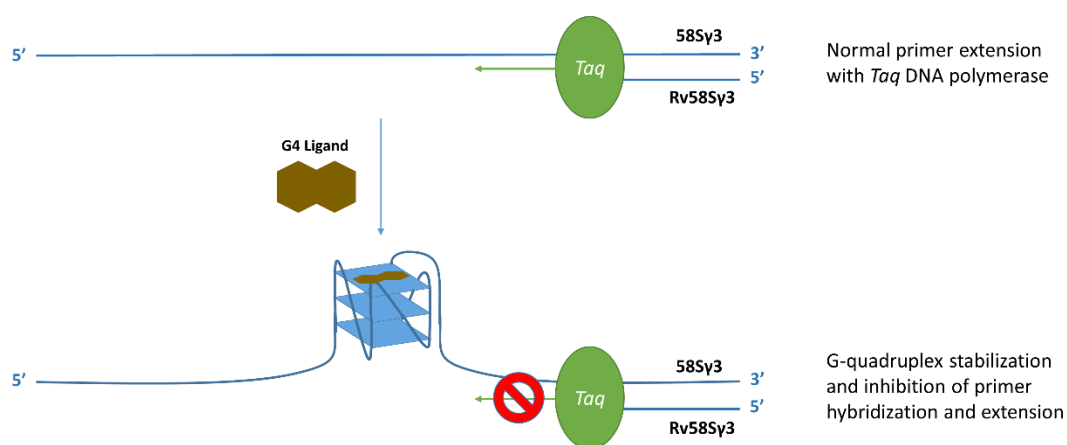 58Sγ3
5’
3’
Taq
5’
Rv58Sγ3
Normal primer extension
with Taq DNA polymerase
G4 Ligand
58Sγ3
5’
3’
Taq
5’
Rv58Sγ3
G-quadruplex stabilization
and inhibition of primer
hybridization and extension